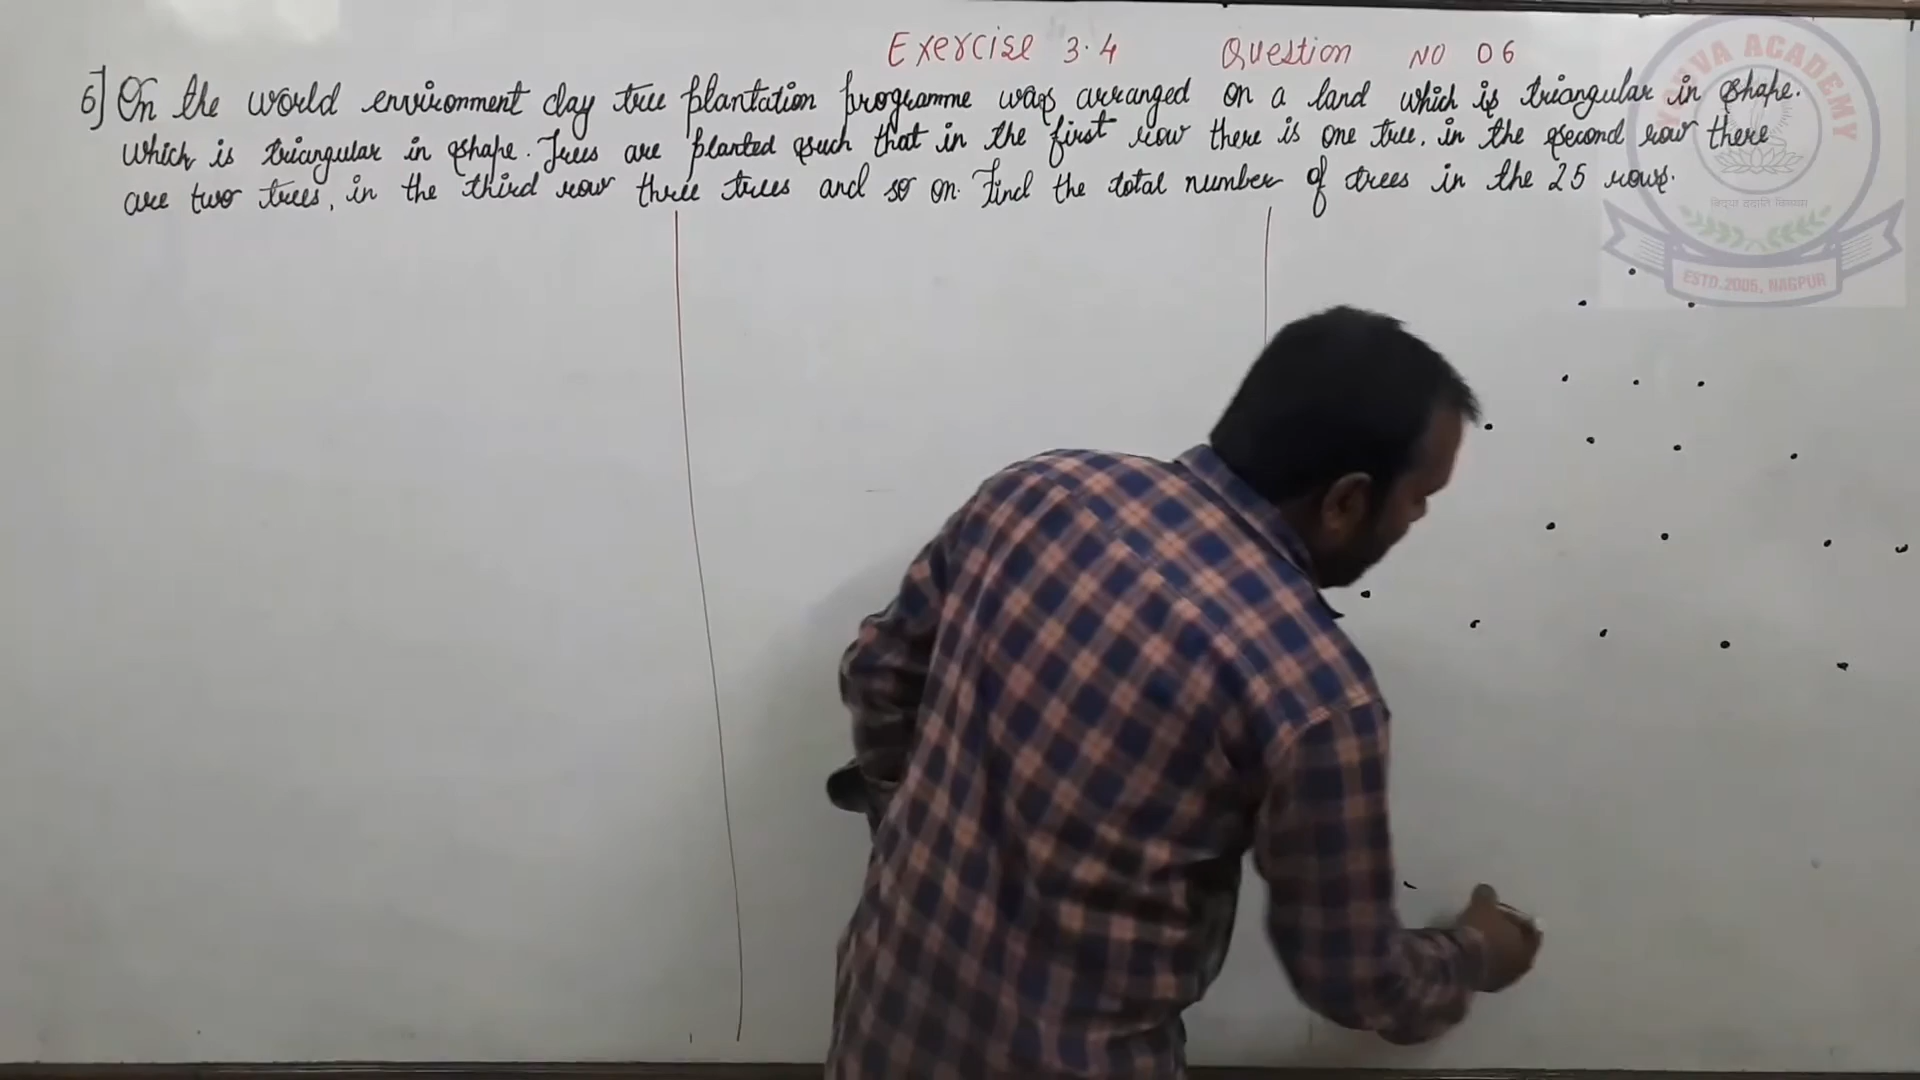 Exercise 3.4 Question NO 06
6] On the world environment day tree plantation programme was arranged on a land which is triangular in shape.
which is triangular in shape. Trees are planted such that in the first row there is one tree, in the second row there
are two trees, in the third row three trees and so on. Find the total number of trees in the 25 rows.
ACADEMY
ESTD.2005, NAGPUR